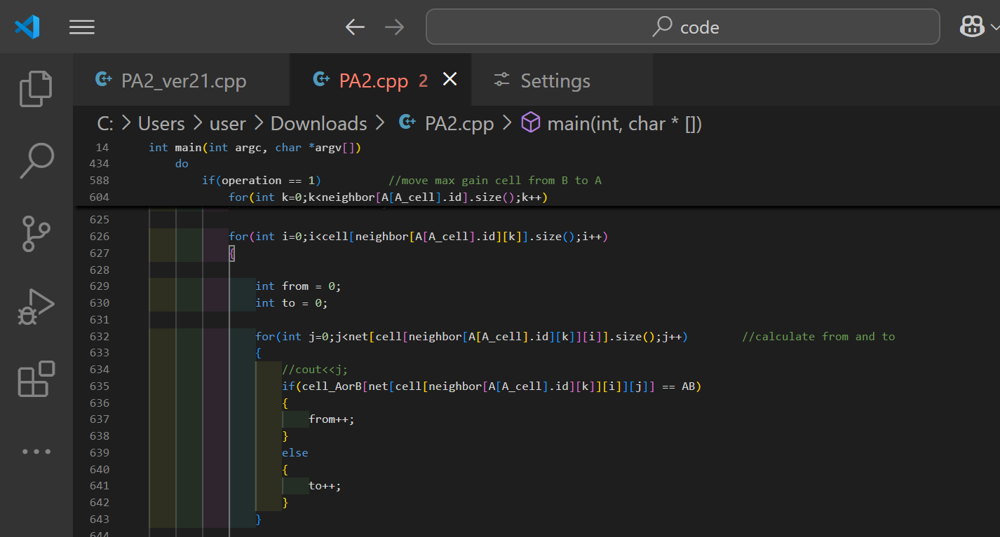 code
PA2_ver21.cpp PA2.cpp 2 Settings
C: > Users > user > Downloads > PA2.cpp > main(int, char * [])
14 int main(int argc, char *argv[])
434 do
588 if(operation == 1) //move max gain cell from B to A
604 for(int k=0;k<neighbor[A[A_cell].id].size();k++)
625
626 for(int i=0;i<cell[neighbor[A[A_cell].id][k]].size();i++)
627 {
628
629 int from = 0;
630 int to = 0;
631
632 for(int j=0;j<net[cell[neighbor[A[A_cell].id][k]][i]].size();j++) //calculate from and to
633 {
634 //cout<<j;
635 if(cell_AorB[net[cell[neighbor[A[A_cell].id][k]][i]][j]] == AB)
636 {
637 from++;
638 }
639 else
640 {
641 to++;
642 }
643 }
644